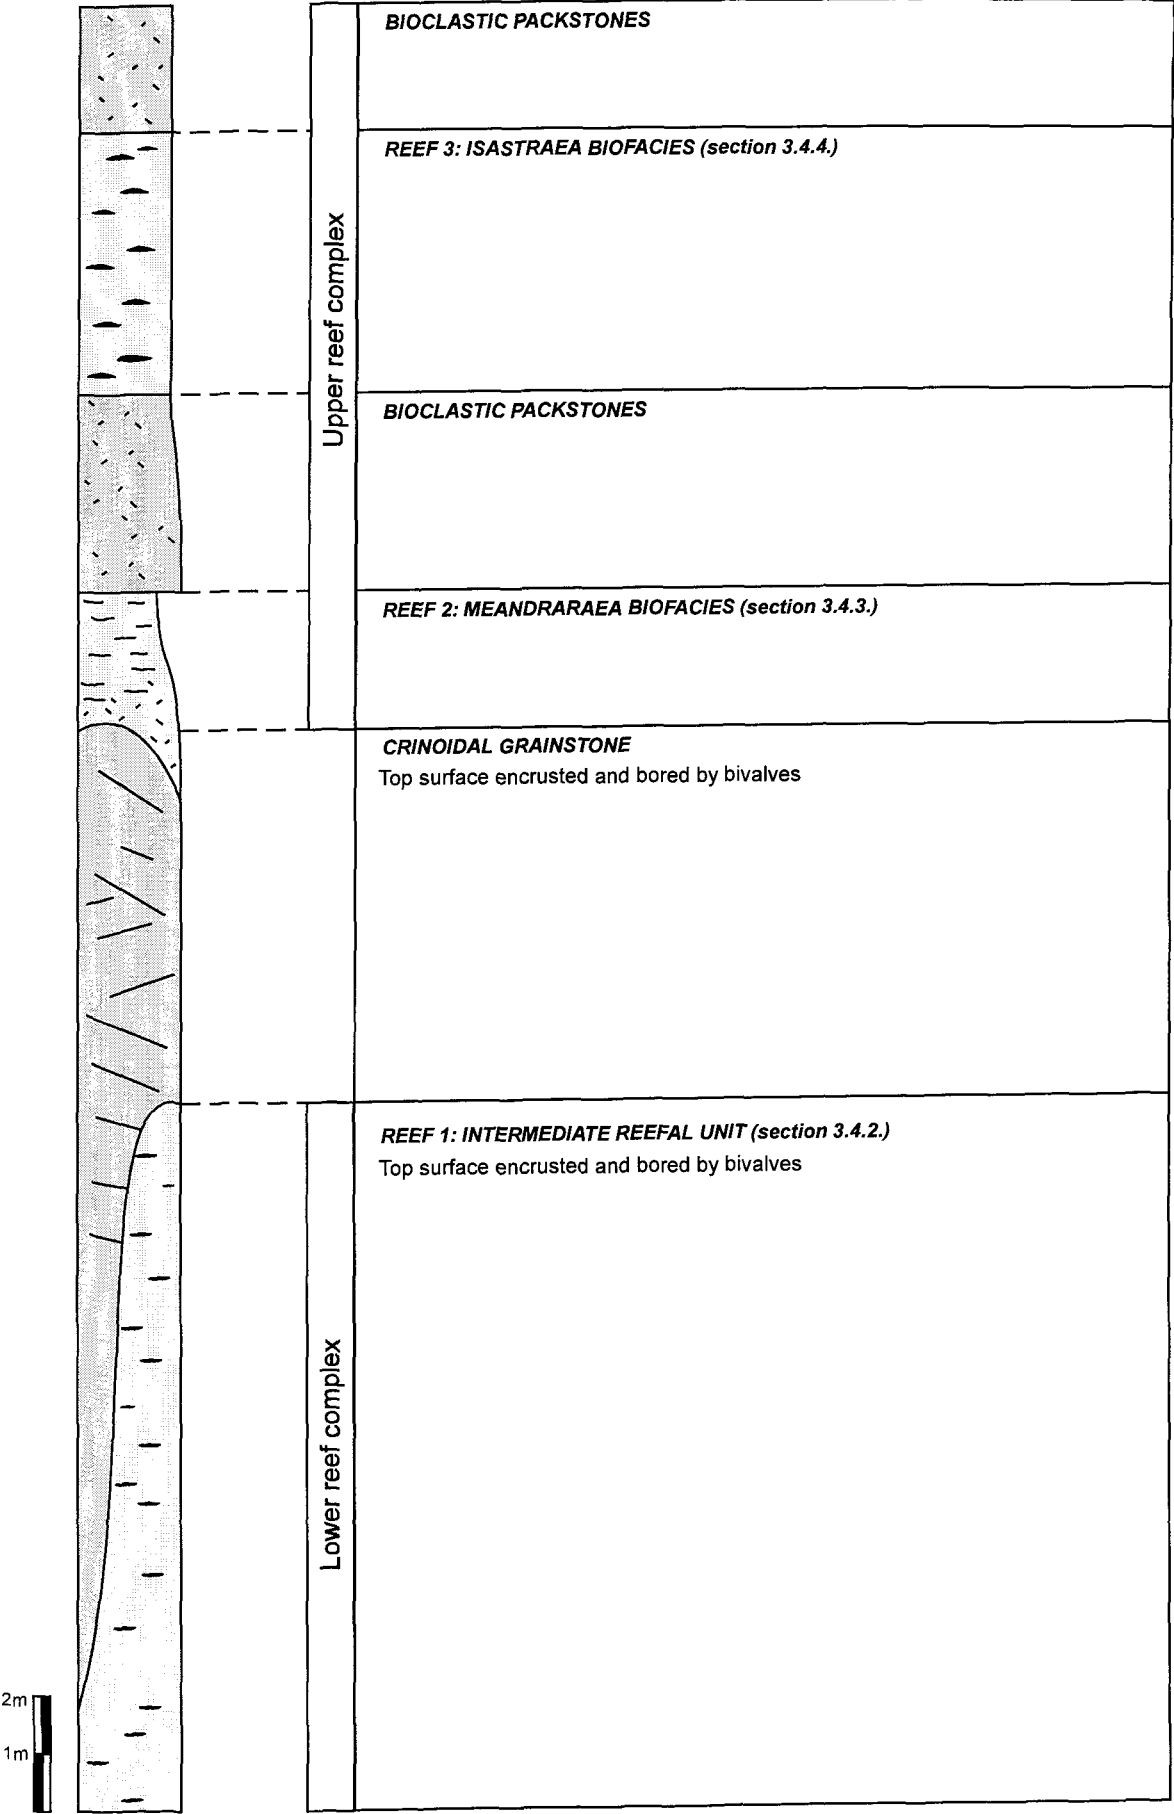 BIOCLASTIC PACKSTONES
REEF 3: ISASTRAEA BIOFACIES (section 3.4.4.)
Upper reef complex
BIOCLASTIC PACKSTONES
REEF 2: MEANDRARAEA BIOFACIES (section 3.4.3.)
CRINOIDAL GRAINSTONE
Top surface encrusted and bored by bivalves
REEF 1: INTERMEDIATE REEFAL UNIT (section 3.4.2.)
Top surface encrusted and bored by bivalves
Lower reef complex
2m
1m